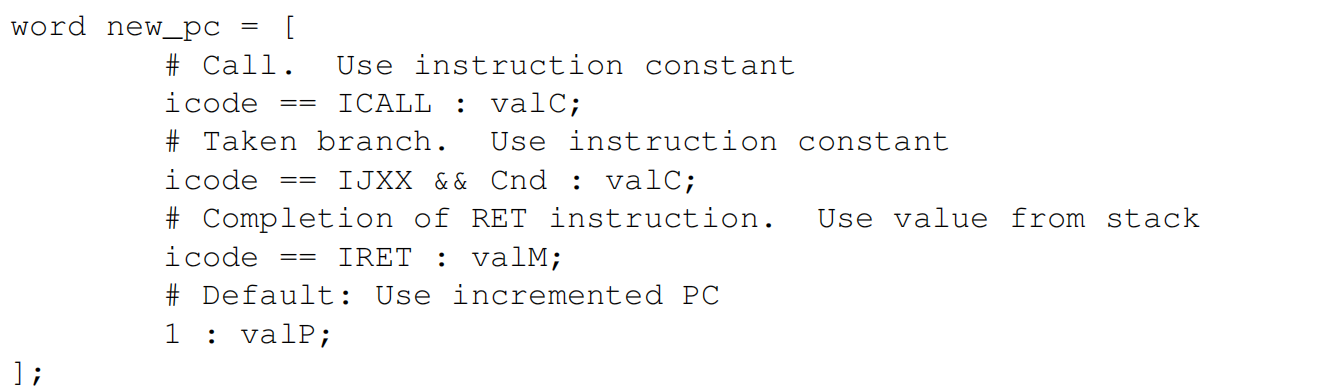 word new_pc = [
        # Call.  Use instruction constant
        icode == ICALL : valC;
        # Taken branch.  Use instruction constant
        icode == IJXX && Cnd : valC;
        # Completion of RET instruction.  Use value from stack
        icode == IRET : valM;
        # Default: Use incremented PC
        1 : valP;
];